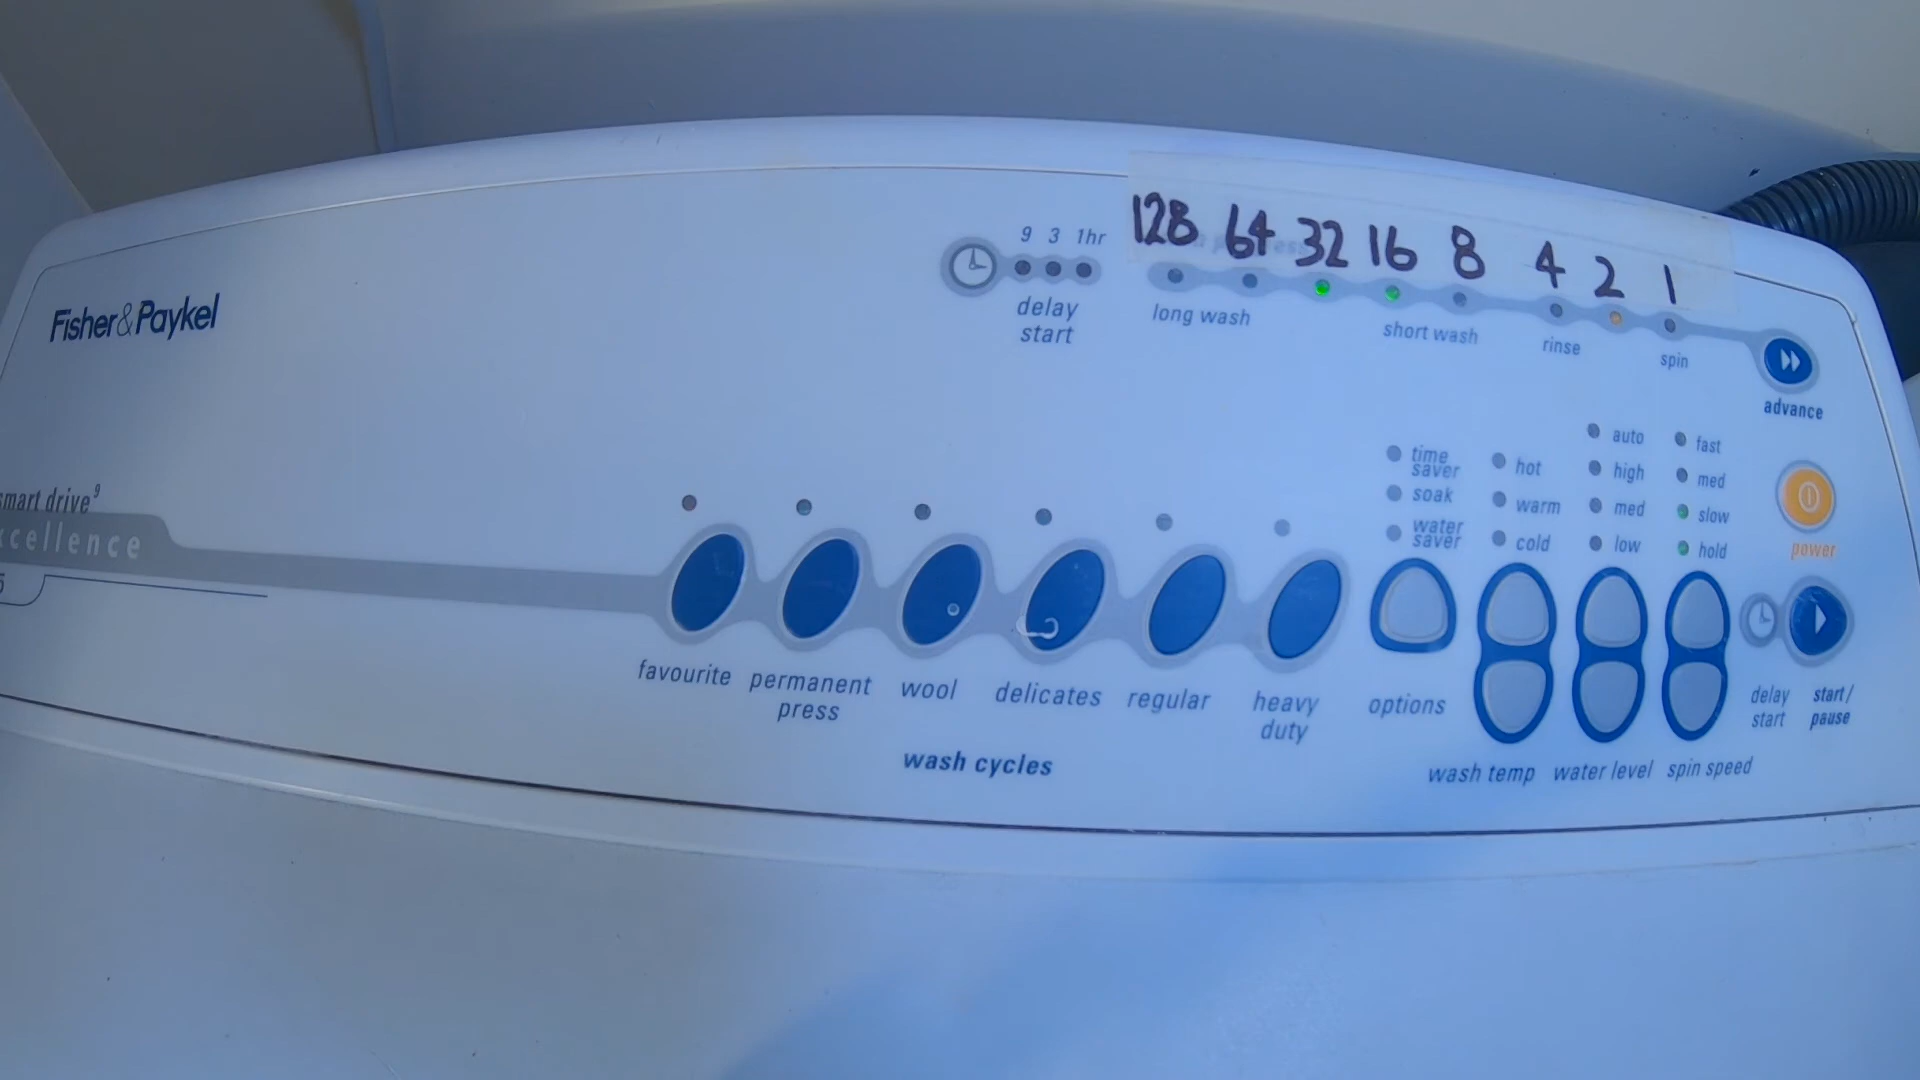 128 64 32 16 8 4 2 1
9 3 1hr
delay
start
long wash
short wash
rinse
spin
advance
Fisher&Paykel
smart drive 9
xcellence
5
time
saver
soak
water
saver
hot
warm
cold
auto
high
med
low
fast
med
slow
hold
power
favourite
permanent
press
wool
delicates
regular
heavy
duty
options
wash temp
water level
spin speed
delay
start
start/
pause
wash cycles